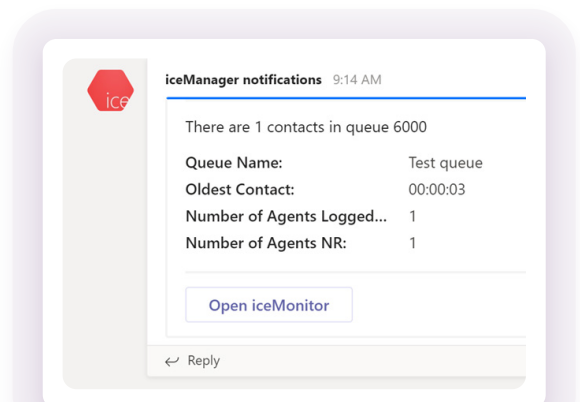 ice
iceManager notifications 9:14 AM
There are 1 contacts in queue 6000
Queue Name: Test queue
Oldest Contact: 00:00:03
Number of Agents Logged... 1
Number of Agents NR: 1
Open iceMonitor
Reply